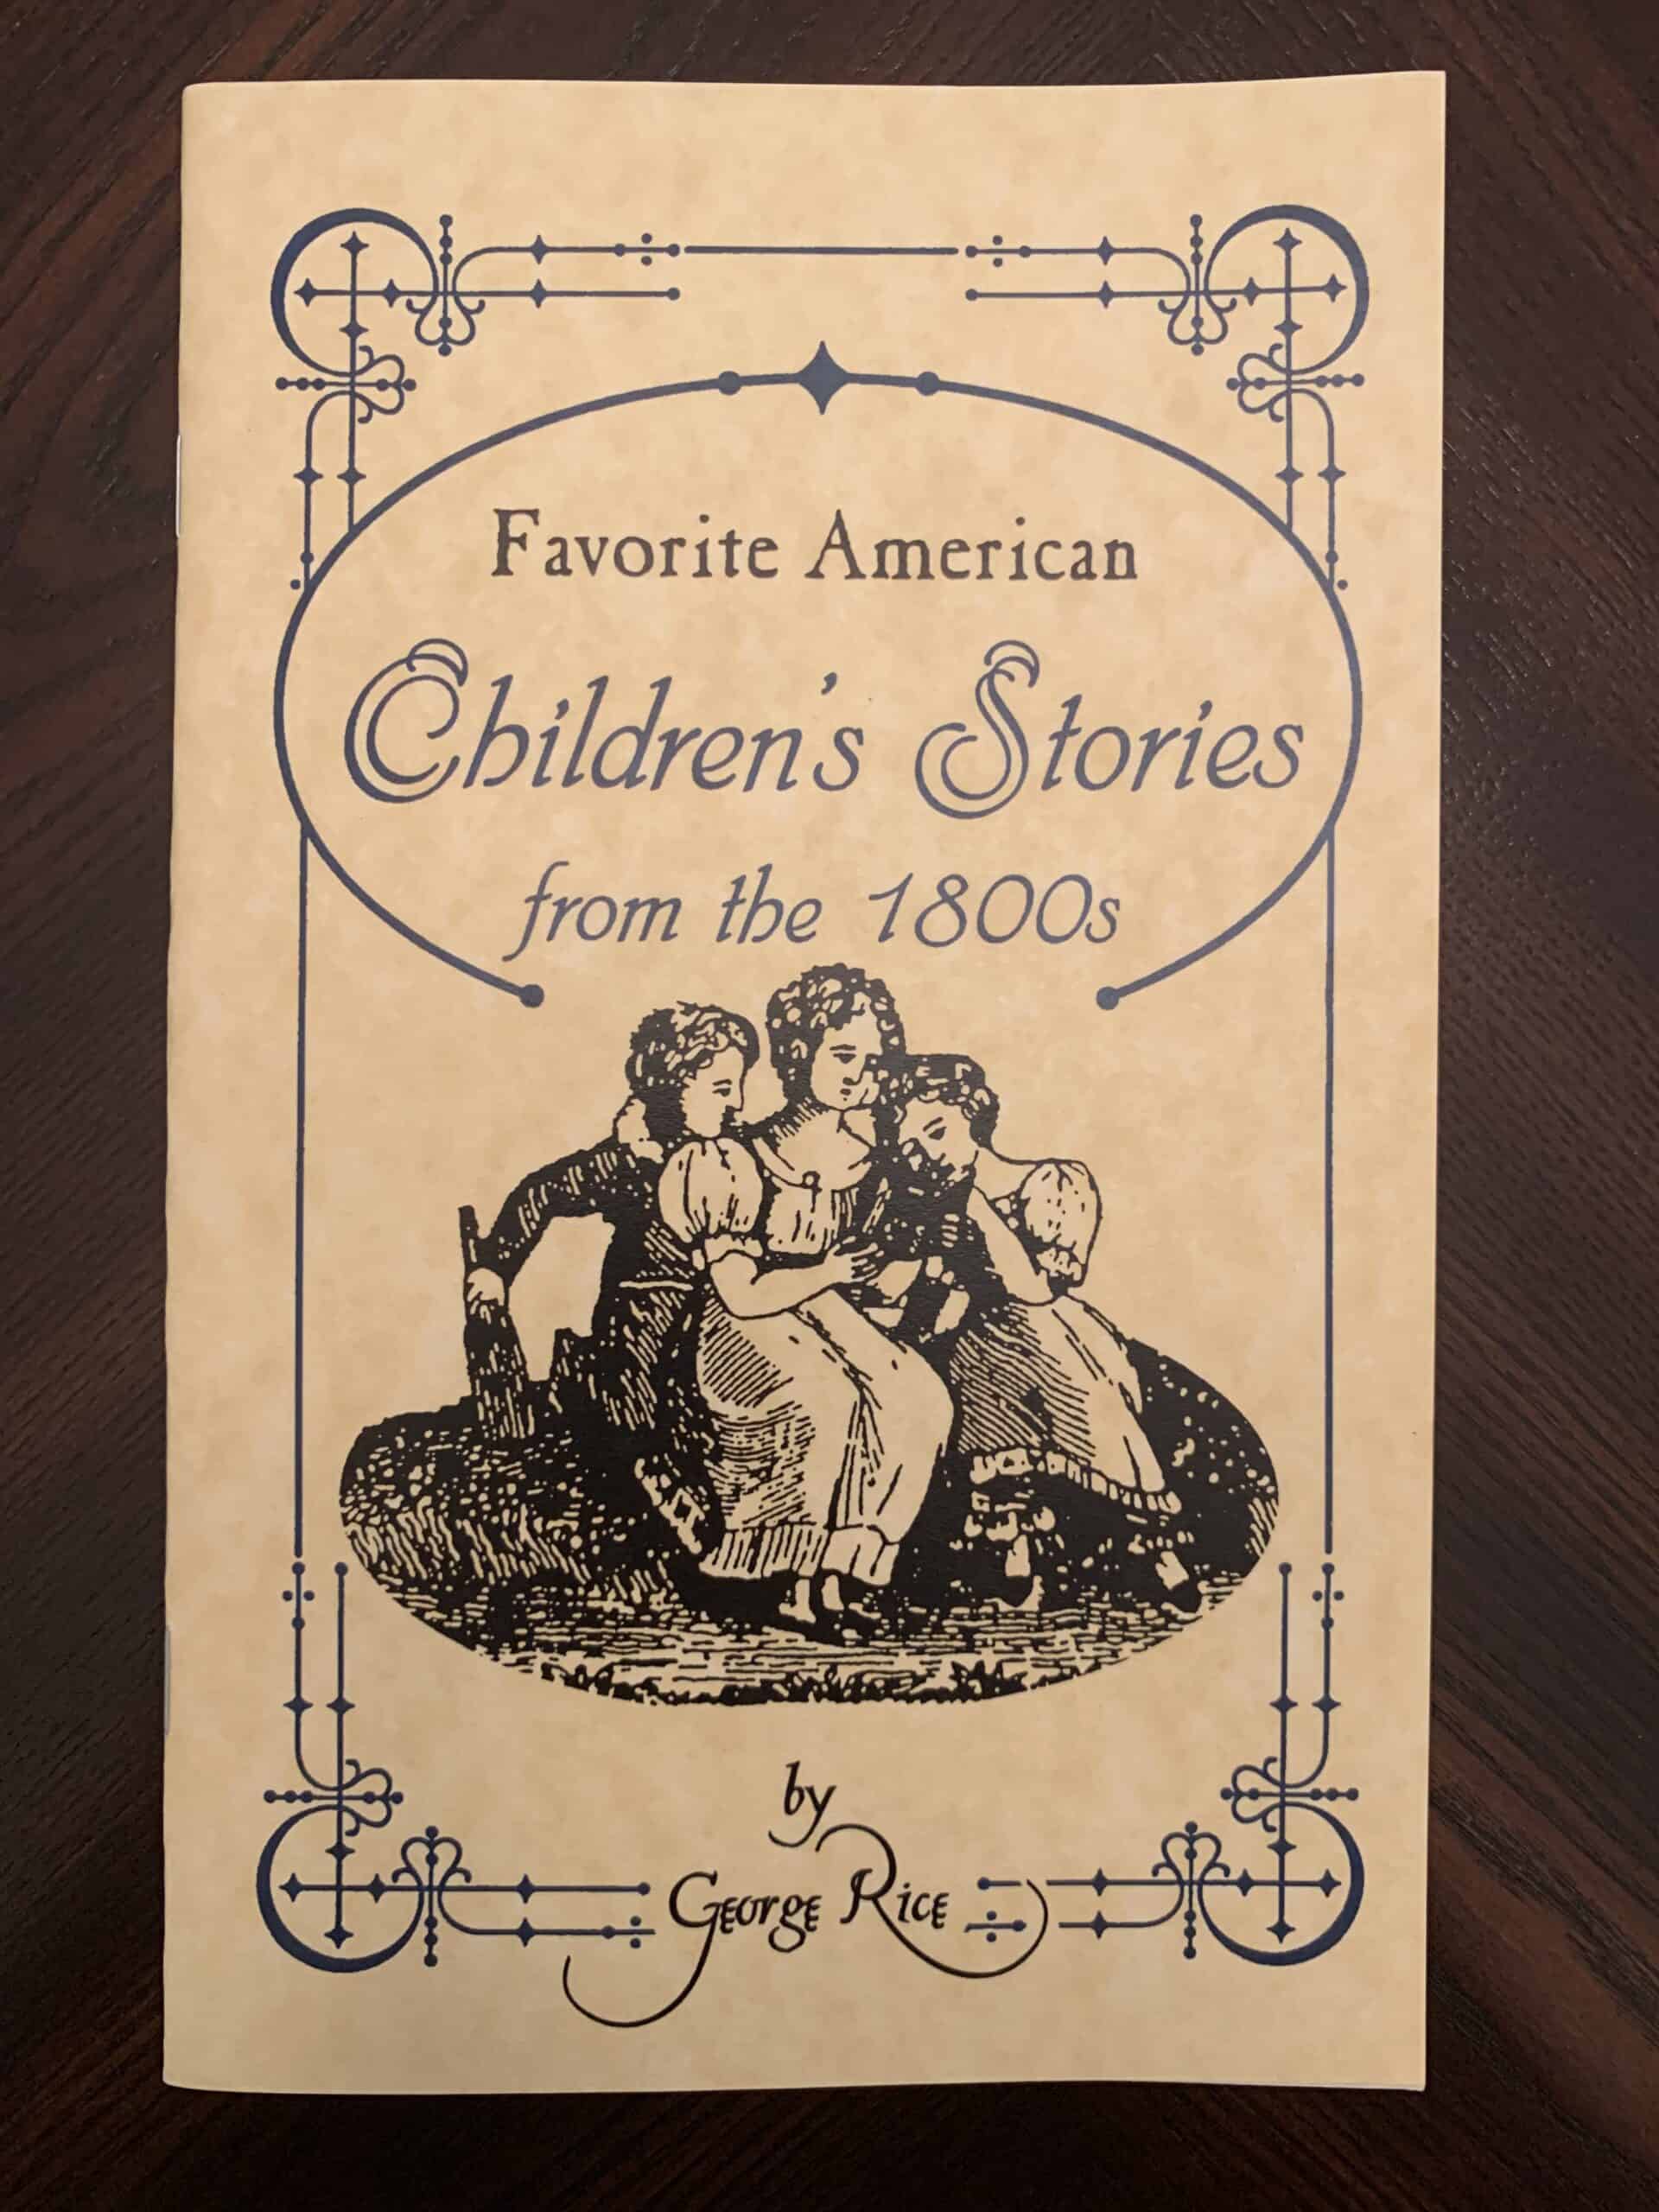 Favorite American
Children's Stories
from the 1800s
by
George Rice